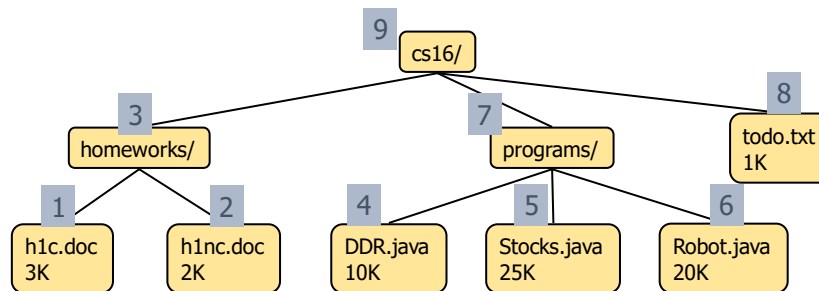 9
cs16/
3
homeworks/
7
programs/
8
todo.txt
1K
1
h1c.doc
3K
2
h1nc.doc
2K
4
DDR.java
10K
5
Stocks.java
25K
6
Robot.java
20K